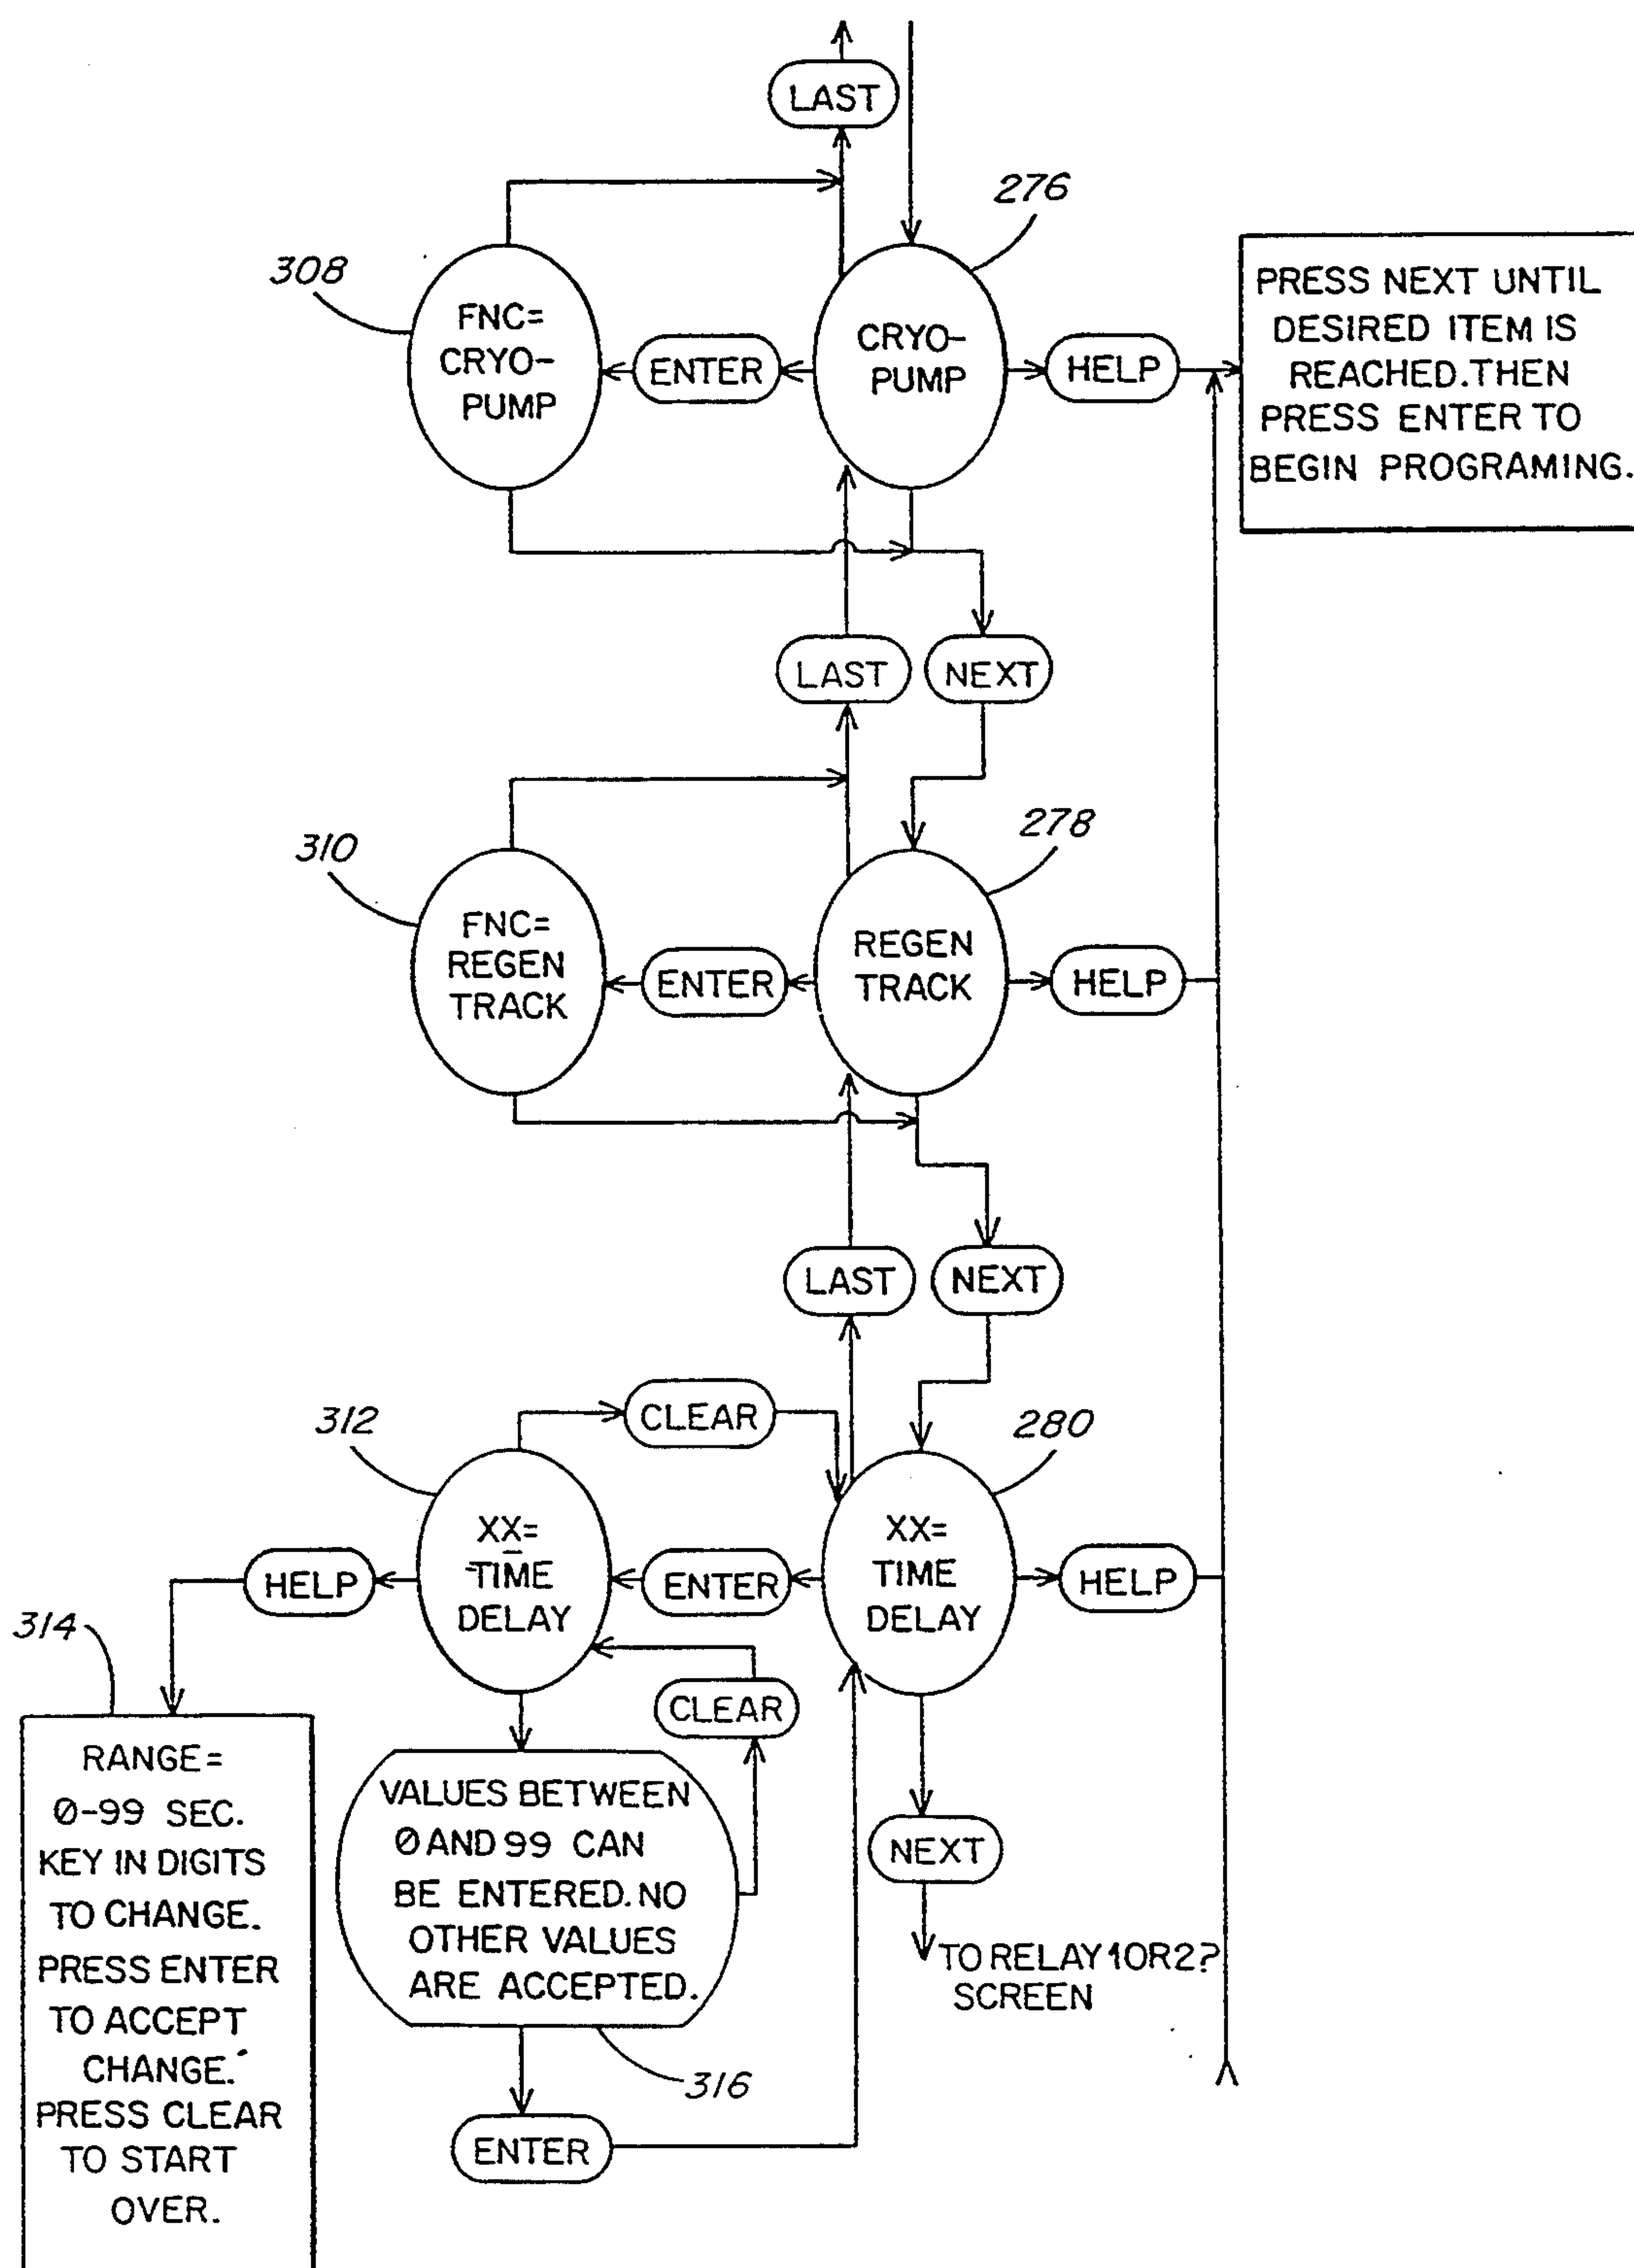 LAST
276
308
FNC=
CRYO-
PUMP
ENTER
CRYO-
PUMP
HELP
PRESS NEXT UNTIL
DESIRED ITEM IS
REACHED. THEN
PRESS ENTER TO
BEGIN PROGRAMING.
LAST
NEXT
278
310
FNC=
REGEN
TRACK
ENTER
REGEN
TRACK
HELP
LAST
NEXT
312
CLEAR
280
HELP
XX=
TIME
DELAY
ENTER
XX=
TIME
DELAY
HELP
314
CLEAR
RANGE=
0-99 SEC.
KEY IN DIGITS
TO CHANGE.
PRESS ENTER
TO ACCEPT
CHANGE.
PRESS CLEAR
TO START
OVER.
VALUES BETWEEN
0 AND 99 CAN
BE ENTERED. NO
OTHER VALUES
ARE ACCEPTED.
NEXT
TO RELAY 1OR2?
SCREEN
316
ENTER